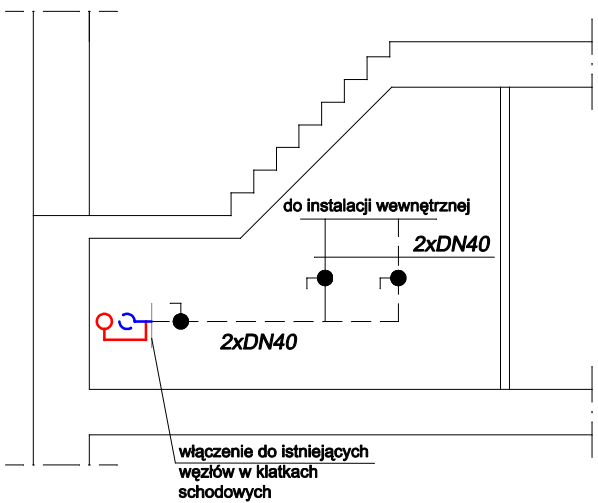 do instalacji wewnętrznej
2xDN40
2xDN40
włączenie do istniejących
węzłów w klatkach
schodowych